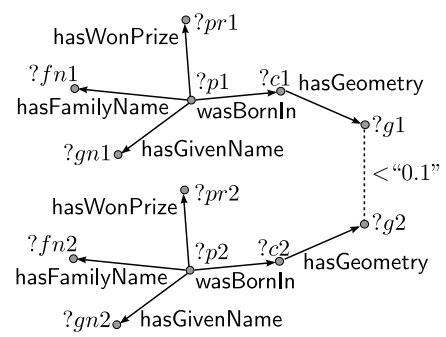 ?pr1
hasWonPrize
?fn1 ?p1 ?c1 hasGeometry
hasFamilyName wasBornIn ?g1
?gn1 hasGivenName
<“0.1”
?pr2
hasWonPrize ?g2
?fn2 ?p2 ?c2
hasFamilyName wasBornIn hasGeometry
?gn2 hasGivenName